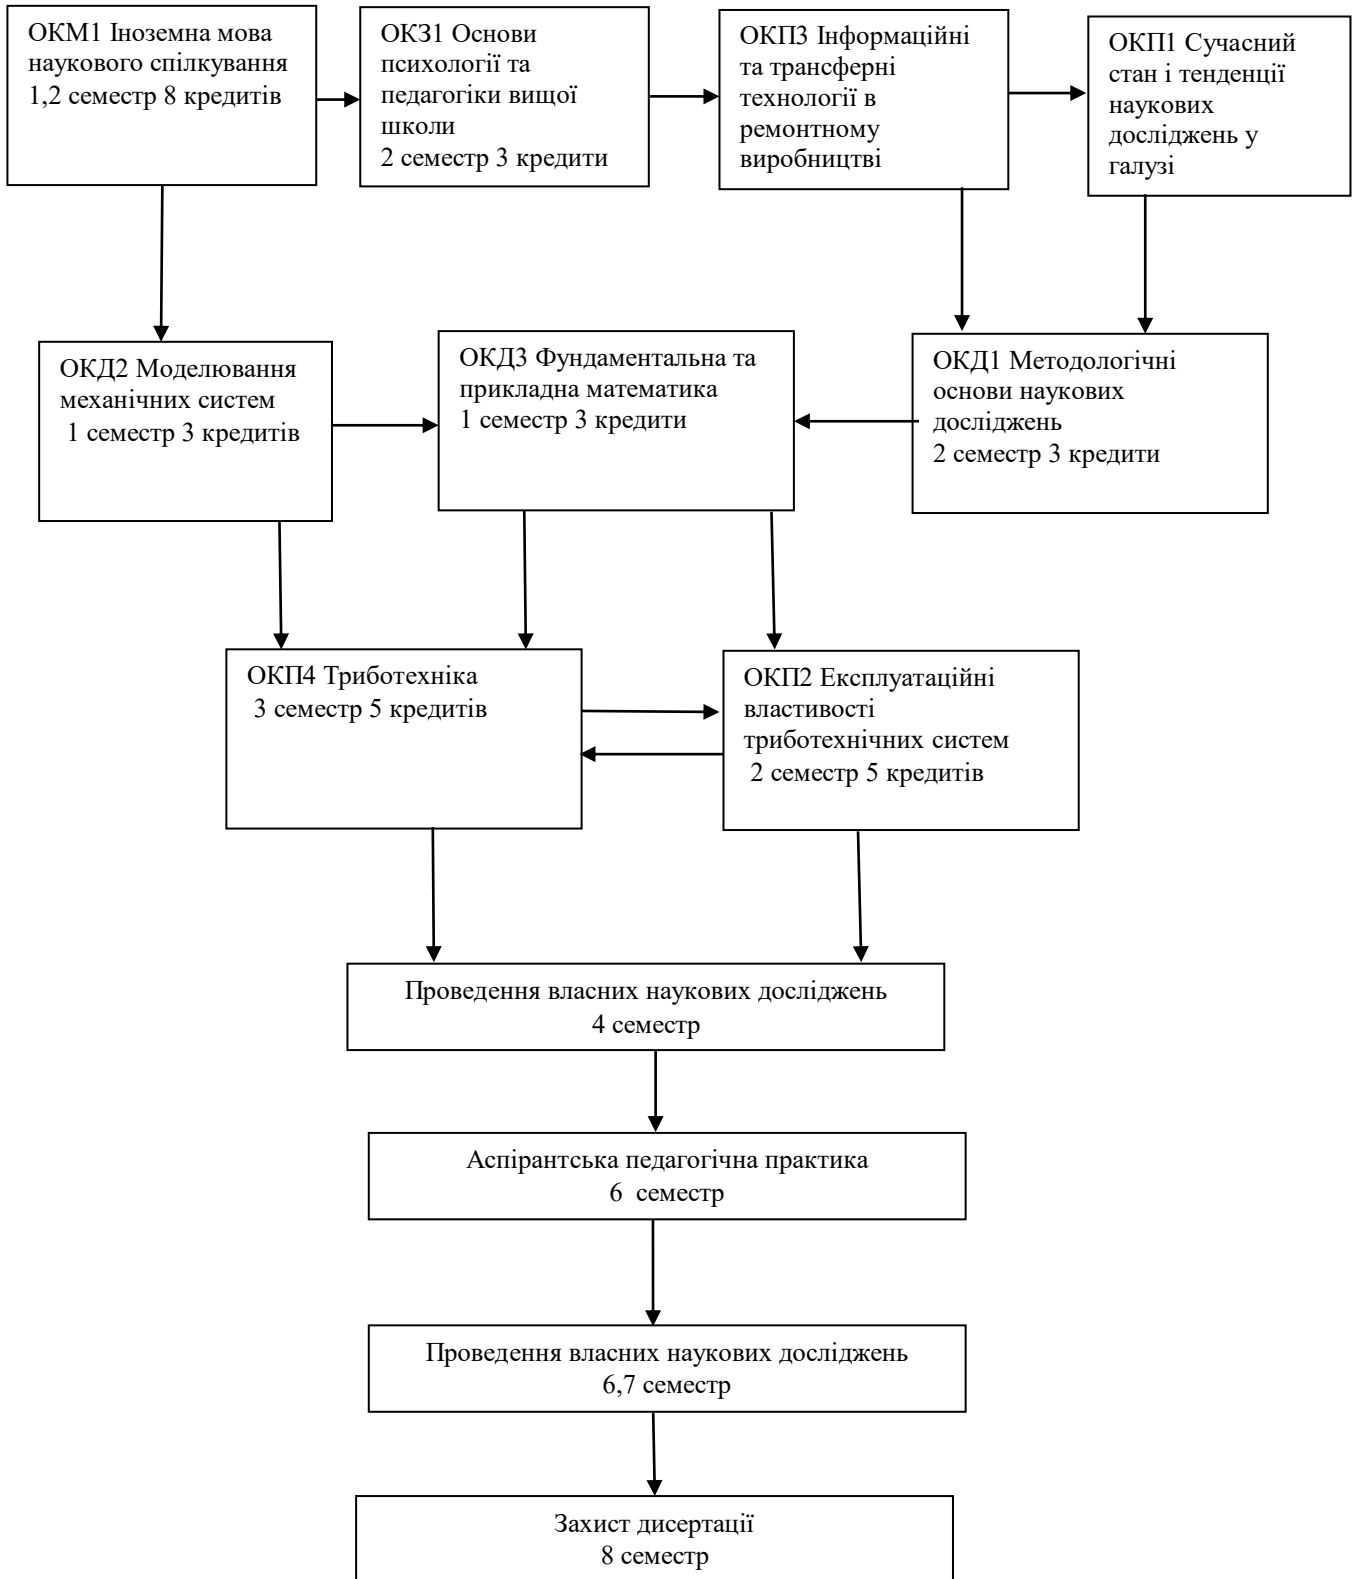 ОКМ1 Іноземна мова
наукового спілкування
1,2 семестр 8 кредитів
ОКЗ1 Основи
психології та
педагогіки вищої
школи
2 семестр 3 кредити
ОКП3 Інформаційні
та трансферні
технології в
ремонтному
виробництві
ОКП1 Сучасний
стан і тенденції
наукових
досліджень у
галузі
ОКД2 Моделювання
механічних систем
1 семестр 3 кредитів
ОКД3 Фундаментальна та
прикладна математика
1 семестр 3 кредити
ОКД1 Методологічні
основи наукових
досліджень
2 семестр 3 кредити
ОКП4 Триботехніка
3 семестр 5 кредитів
ОКП2 Експлуатаційні
властивості
триботехнічних систем
2 семестр 5 кредитів
Проведення власних наукових досліджень
4 семестр
Аспірантська педагогічна практика
6 семестр
Проведення власних наукових досліджень
6,7 семестр
Захист дисертації
8 семестр